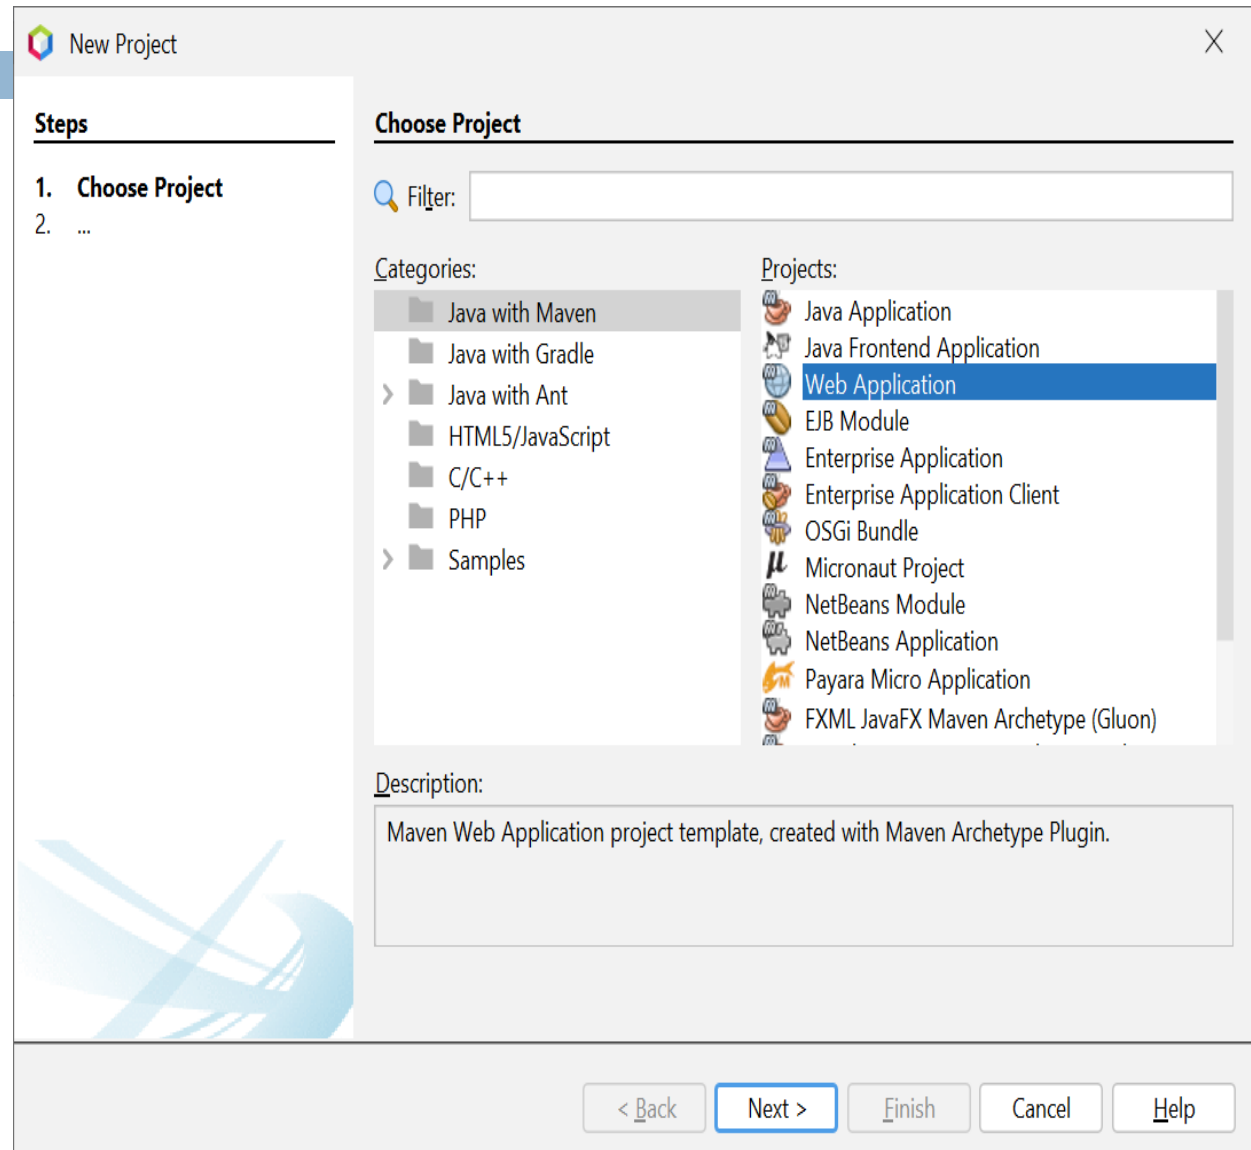 New Project
Steps
1. Choose Project
2. ...
Choose Project
Filter:
Categories:
Java with Maven
Java with Gradle
Java with Ant
HTML5/JavaScript
C/C++
PHP
Samples
Projects:
Java Application
Java Frontend Application
Web Application
EJB Module
Enterprise Application
Enterprise Application Client
OSGi Bundle
Micronaut Project
NetBeans Module
NetBeans Application
Payara Micro Application
FXML JavaFX Maven Archetype (Gluon)
Description:
Maven Web Application project template, created with Maven Archetype Plugin.
< Back Next > Finish Cancel Help